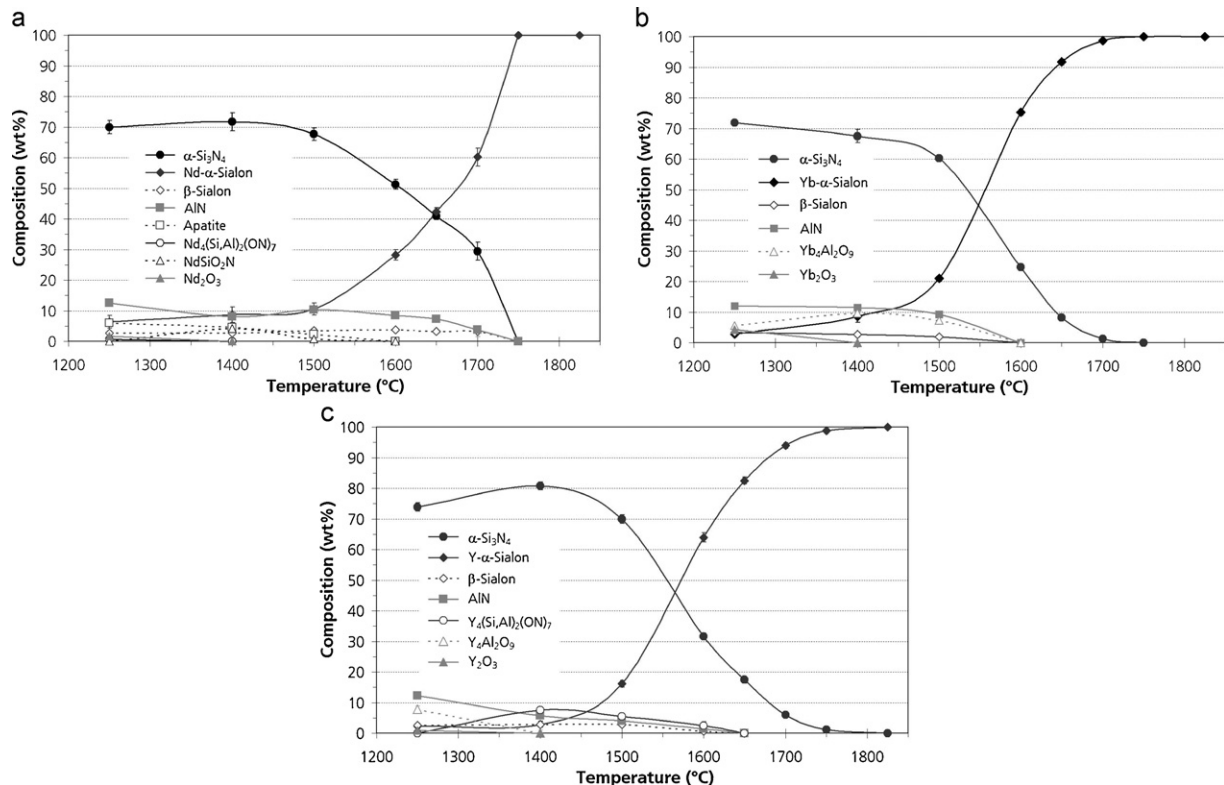 a
100
90
80
70
60
50
40
30
20
10
0
Composition (wt%)
α-Si₃N₄
Nd-α-Sialon
β-Sialon
AlN
Apatite
Nd₄(Si,Al)₂(ON)₇
NdSiO₂N
Nd₂O₃
1200 1300 1400 1500 1600 1700 1800
Temperature (°C)
b
100
90
80
70
60
50
40
30
20
10
0
Composition (wt%)
α-Si₃N₄
Yb-α-Sialon
β-Sialon
AlN
Yb₄Al₂O₉
Yb₂O₃
1200 1300 1400 1500 1600 1700 1800
Temperature (°C)
c
100
90
80
70
60
50
40
30
20
10
0
Composition (wt%)
α-Si₃N₄
Y-α-Sialon
β-Sialon
AlN
Y₄(Si,Al)₂(ON)₇
Y₄Al₂O₉
Y₂O₃
1200 1300 1400 1500 1600 1700 1800
Temperature (°C)